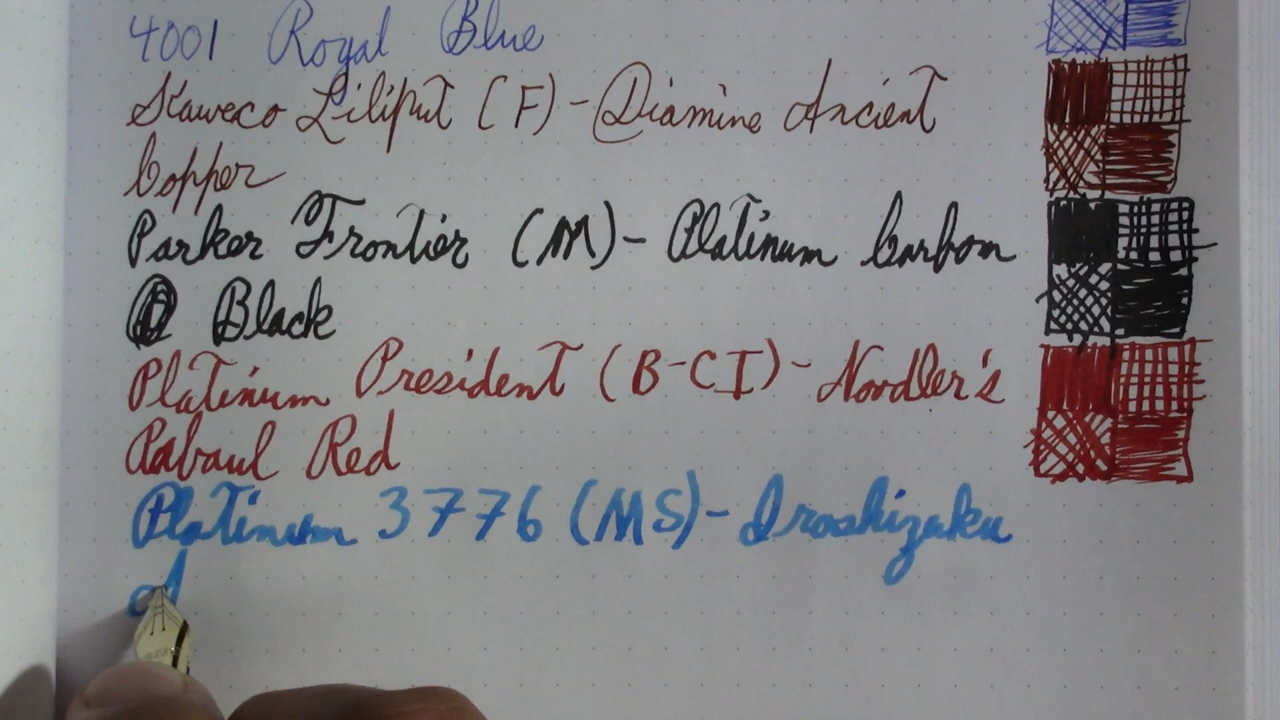 4001 Royal Blue
Kaweco Liliput (F) - Diamine Ancient
Copper
Parker Frontier (M) - Platinum Carbon
Black
Platinum President (B-CI) - Noodler's
Rabaul Red
Platinum 3776 (MS) - Iroshizuku
A